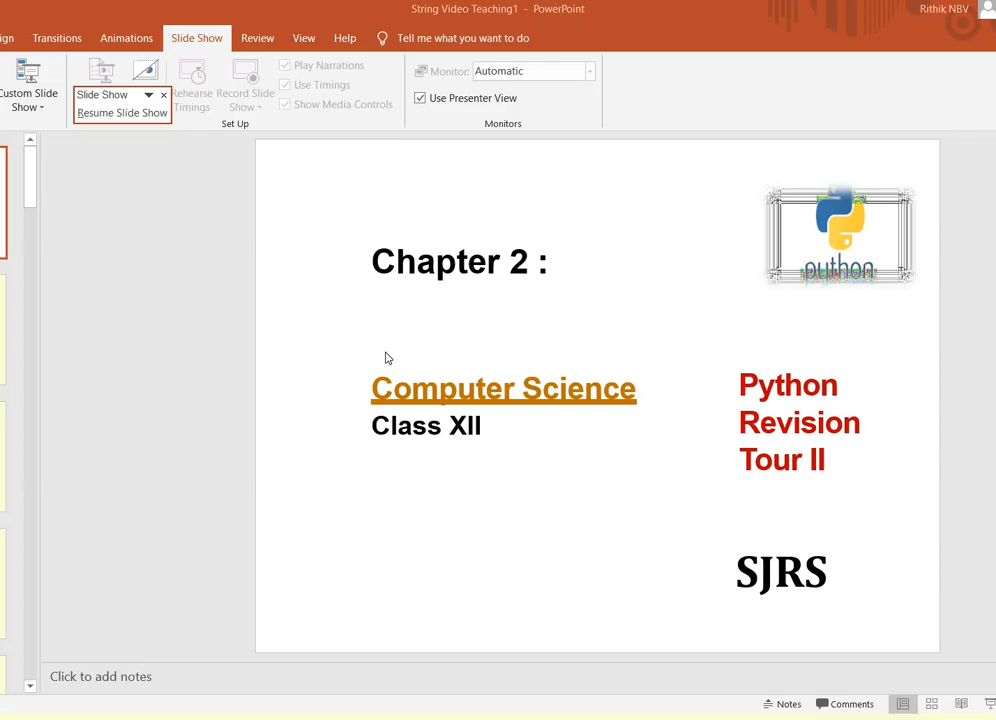 String Video Teaching1 - PowerPoint
Rithik NBV
ign Transitions Animations Slide Show Review View Help Tell me what you want to do
Custom Slide
Show
Slide Show
Resume Slide Show
Rehearse
Timings
Record Slide
Show
Play Narrations
Use Timings
Show Media Controls
Set Up
Monitor: Automatic
Use Presenter View
Monitors
Chapter 2 :
python
Computer Science
Class XII
Python
Revision
Tour II
SJRS
Click to add notes
Notes Comments